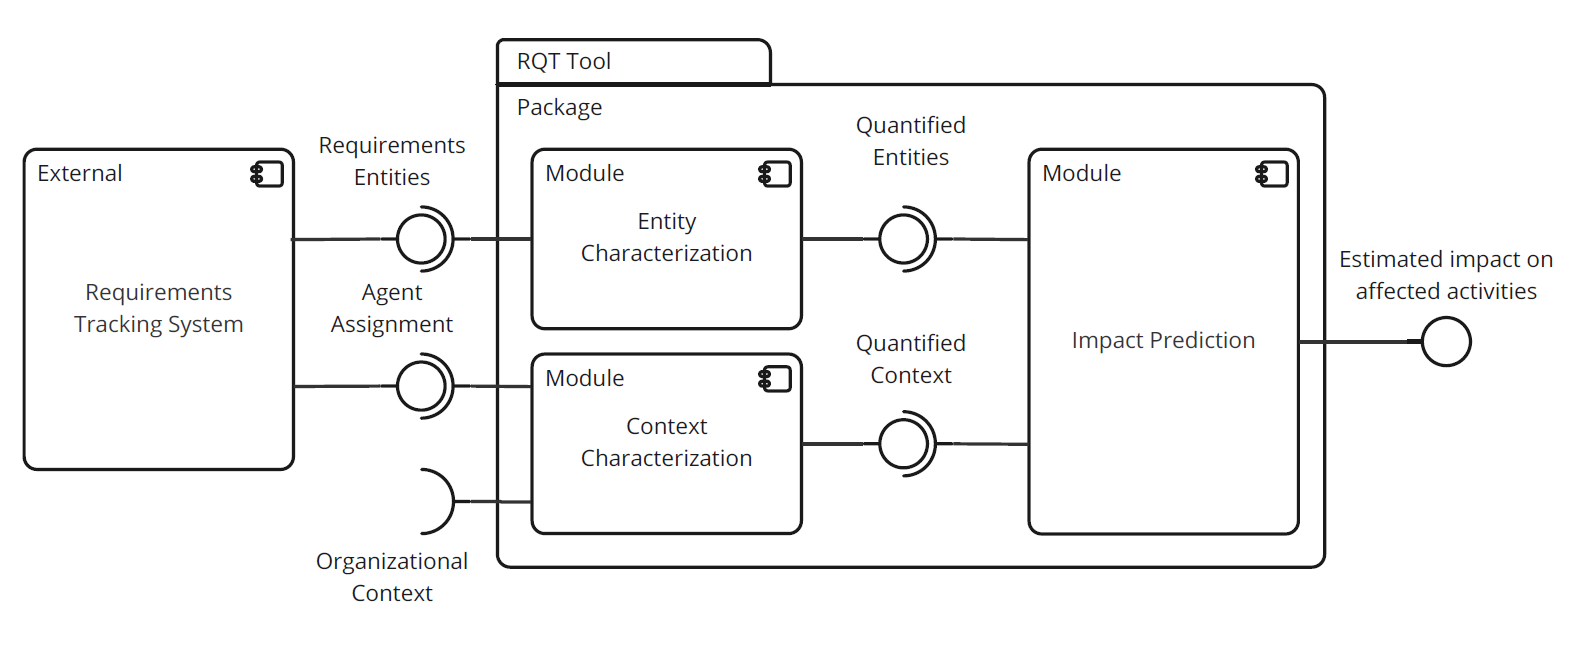 RQT Tool
Package
External
Requirements
Tracking System
Requirements
Entities
Agent
Assignment
Organizational
Context
Module
Entity
Characterization
Module
Context
Characterization
Quantified
Entities
Quantified
Context
Module
Impact Prediction
Estimated impact on
affected activities